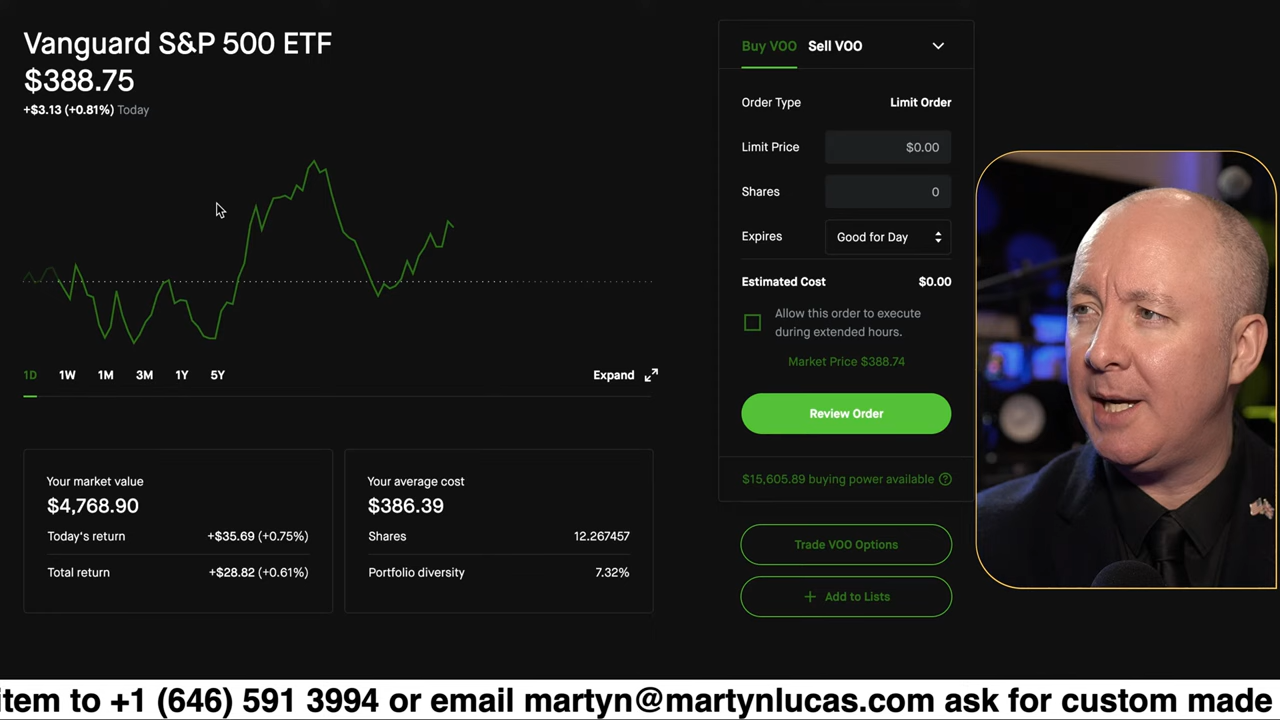 Vanguard S&P 500 ETF
$388.75
+$3.13 (+0.81%) Today
1D 1W 1M 3M 1Y 5Y
Expand
Your market value
$4,768.90
Today's return +$35.69 (+0.75%)
Total return +$28.82 (+0.61%)
Your average cost
$386.39
Shares 12.267457
Portfolio diversity 7.32%
Buy VOO Sell VOO
Order Type Limit Order
Limit Price $0.00
Shares 0
Expires Good for Day
Estimated Cost $0.00
Allow this order to execute
during extended hours.
Market Price $388.74
Review Order
$15,605.89 buying power available
Trade VOO Options
+ Add to Lists
item to +1 (646) 591 3994 or email martyn@martynlucas.com ask for custom made